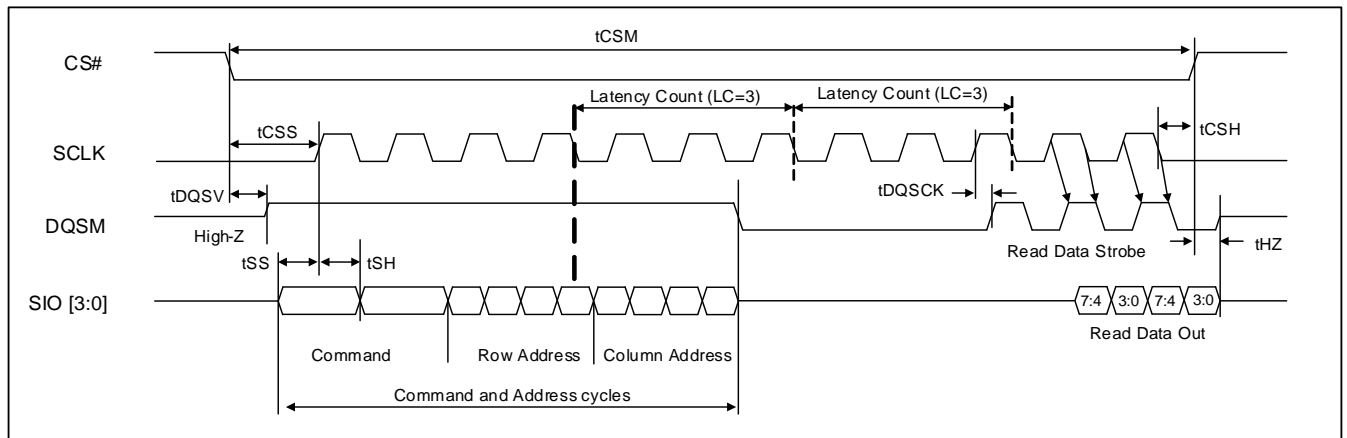 tCSM
CS#
Latency Count (LC=3)
Latency Count (LC=3)
tCSS
tCSH
SCLK
tDQSV
tDQSCK
DQSM
High-Z
Read Data Strobe
tHZ
tSS
tSH
SIO [3:0]
7:4 3:0 7:4 3:0
Read Data Out
Command Row Address Column Address
Command and Address cycles